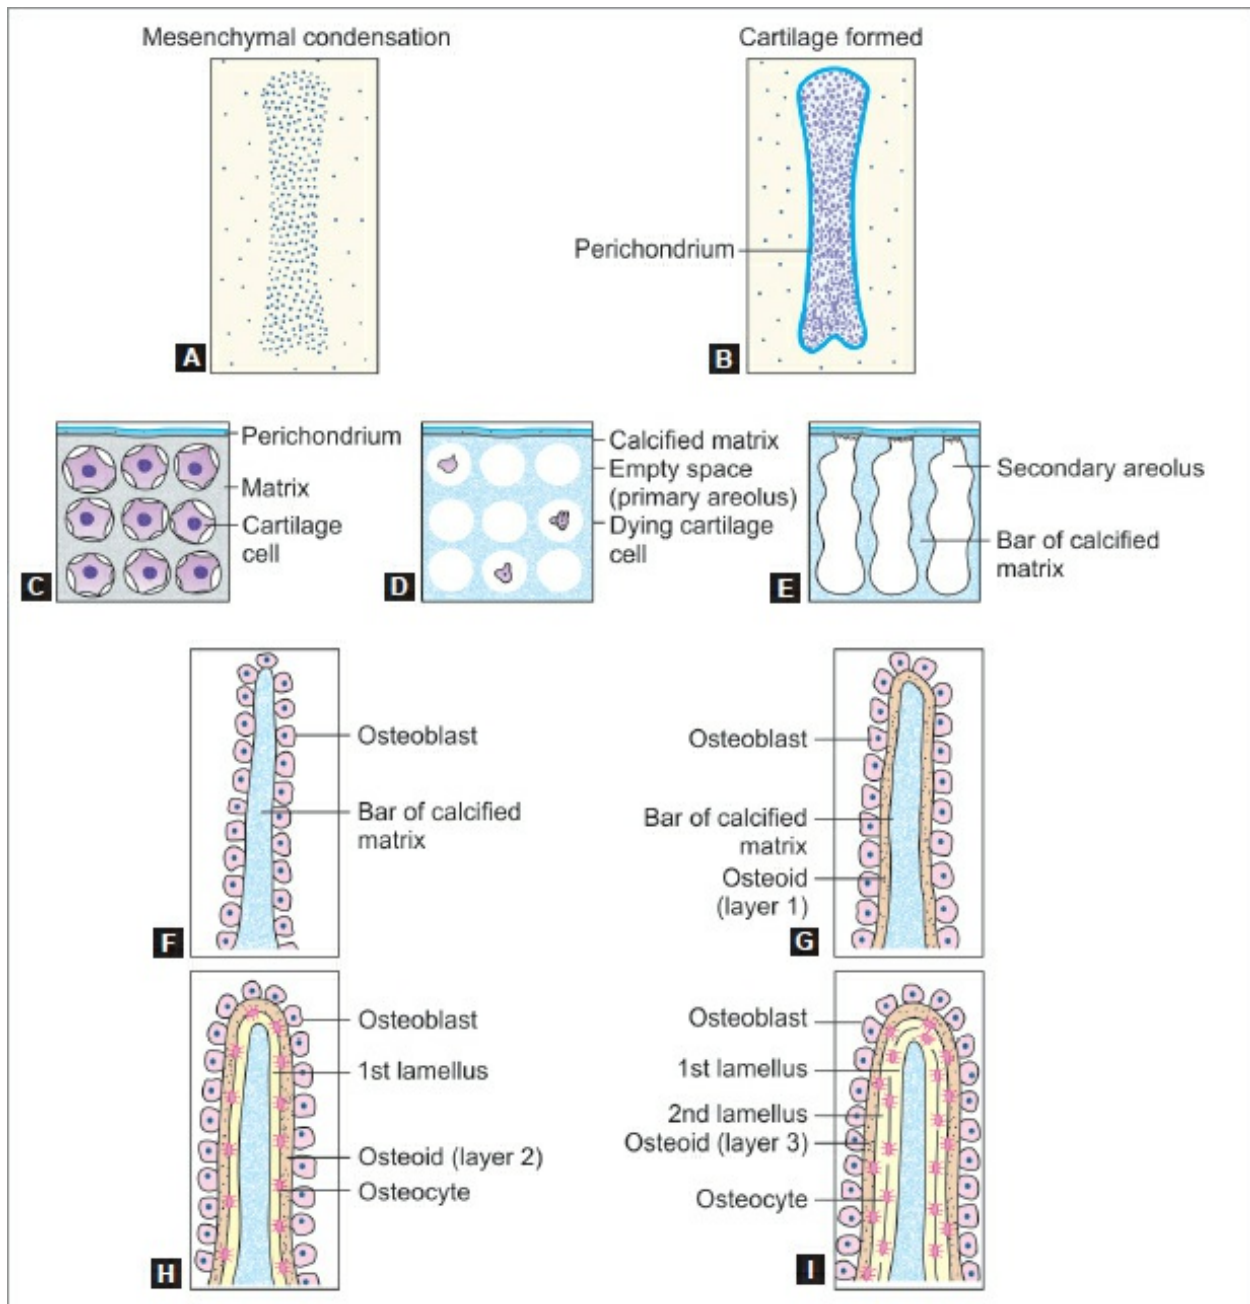 Mesenchymal condensation
Cartilage formed
Perichondrium
A
B
Perichondrium
Matrix
Cartilage
cell
C
Calcified matrix
Empty space
(primary areolus)
Dying cartilage
cell
D
Secondary areolus
Bar of calcified
matrix
E
Osteoblast
Bar of calcified
matrix
F
Osteoblast
Bar of calcified
matrix
Osteoid
(layer 1)
G
Osteoblast
1st lamellus
Osteoid (layer 2)
Osteocyte
H
Osteoblast
1st lamellus
2nd lamellus
Osteoid (layer 3)
Osteocyte
I